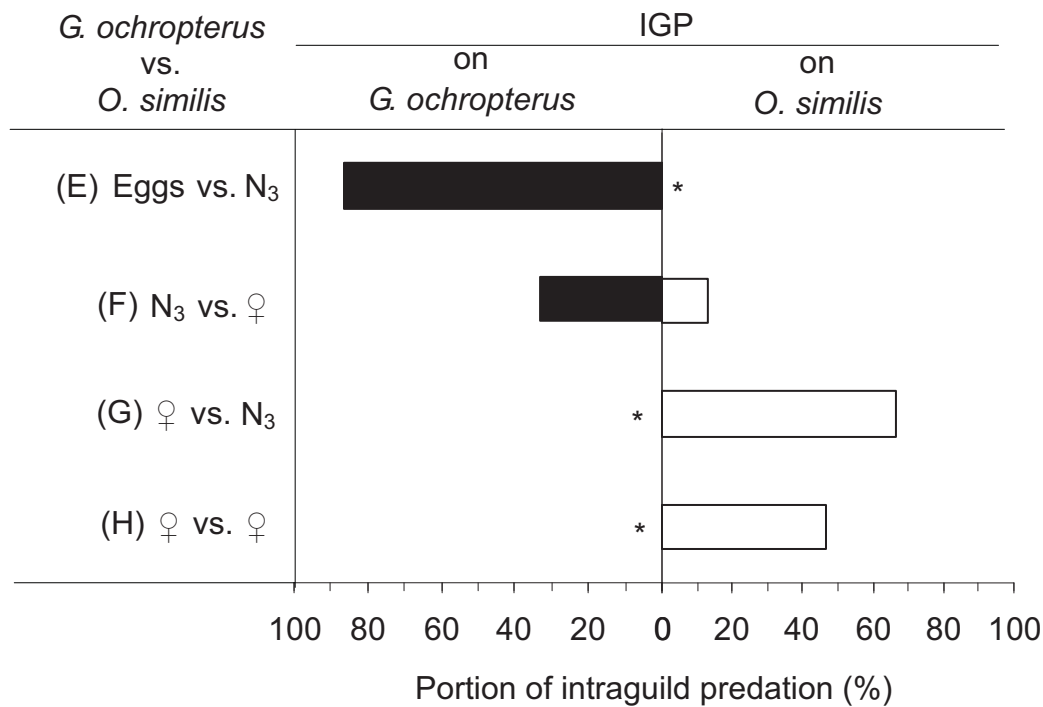 G. ochropterus
vs.
O. similis
IGP
on
G. ochropterus
on
O. similis
(E) Eggs vs. N₃
*
(F) N₃ vs. ♀
(G) ♀ vs. N₃
*
(H) ♀ vs. ♀
*
100 80 60 40 20 0 20 40 60 80 100
Portion of intraguild predation (%)